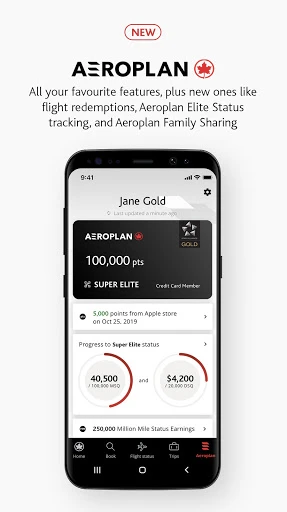 NEW
AEROPLAN
All your favourite features, plus new ones like
flight redemptions, Aeroplan Elite Status
tracking, and Aeroplan Family Sharing
9:41
Jane Gold
Last updated a minute ago
AEROPLAN
GOLD
100,000 pts
SUPER ELITE
Credit Card Member
5,000 points from Apple store
on Oct 25, 2019
Progress to Super Elite status
40,500
/ 100,000 MSQ
and
$4,200
/ 20,000 DSQ
250,000 Million Mile Status Earnings
Home
Book
Flight status
Trips
Aeroplan